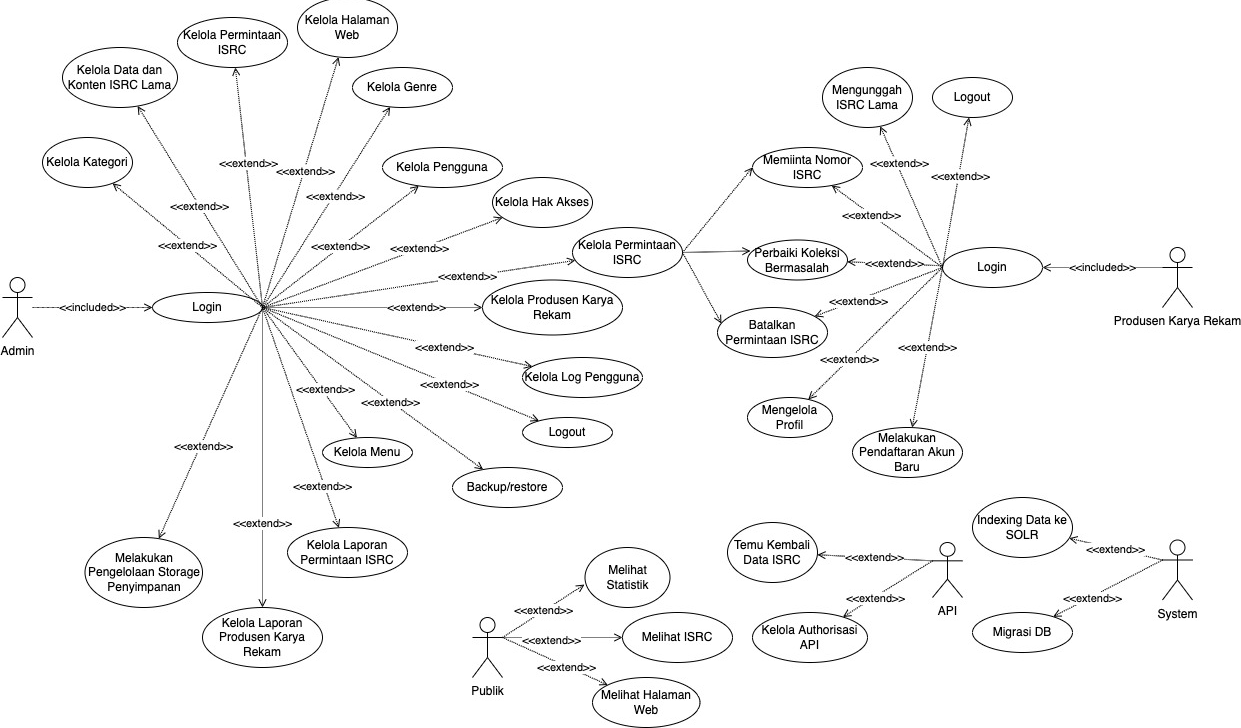 Kelola Halaman
Web
Kelola Permintaan
ISRC
Kelola Data dan
Konten ISRC Lama
Kelola Genre
Kelola Kategori
Kelola Pengguna
Kelola Hak Akses
<<extend>>
<<extend>>
<<extend>>
<<extend>>
<<extend>>
<<extend>>
<<extend>>
<<extend>>
Kelola Permintaan
ISRC
Admin
<<included>>
Login
<<extend>>
Kelola Produsen Karya
Rekam
<<extend>>
Kelola Log Pengguna
<<extend>>
Logout
<<extend>>
Backup/restore
<<extend>>
Kelola Menu
<<extend>>
Kelola Laporan
Permintaan ISRC
<<extend>>
Melakukan
Pengelolaan Storage
Penyimpanan
<<extend>>
Kelola Laporan
Produsen Karya
Rekam
Mengunggah
ISRC Lama
Logout
<<extend>>
<<extend>>
Memiinta Nomor
ISRC
<<extend>>
Perbaiki Koleksi
Bermasalah
<<extend>>
Login
<<included>>
Produsen Karya Rekam
<<extend>>
Batalkan
Permintaan ISRC
<<extend>>
<<extend>>
Mengelola
Profil
Melakukan
Pendaftaran Akun
Baru
Publik
<<extend>>
Melihat
Statistik
<<extend>>
Melihat ISRC
<<extend>>
Melihat Halaman
Web
Temu Kembali
Data ISRC
<<extend>>
<<extend>>
Kelola Authorisasi
API
API
Indexing Data ke
SOLR
<<extend>>
<<extend>>
Migrasi DB
System